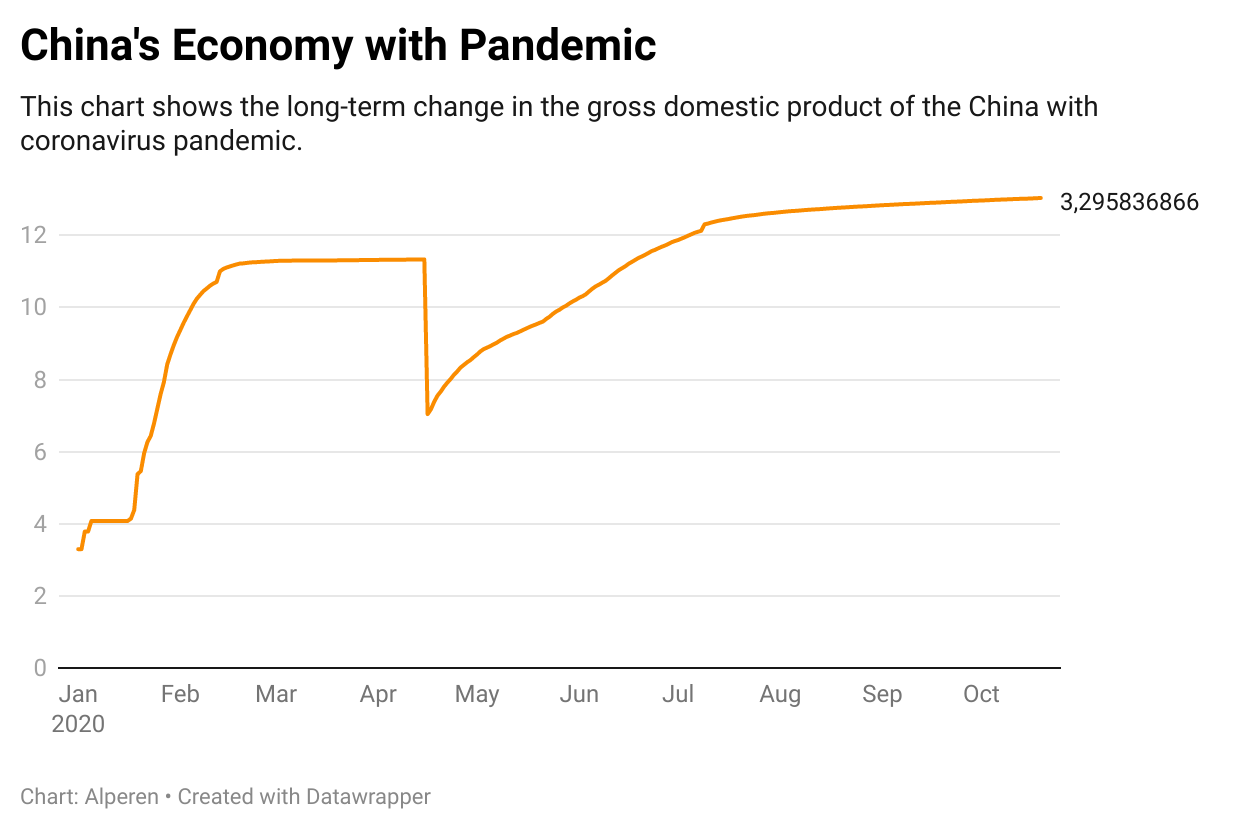 China's Economy with Pandemic
This chart shows the long-term change in the gross domestic product of the China with
coronavirus pandemic.
3,295836866
12
10
8
6
4
2
0
Jan Feb Mar Apr May Jun Jul Aug Sep Oct
2020
Chart: Alperen • Created with Datawrapper